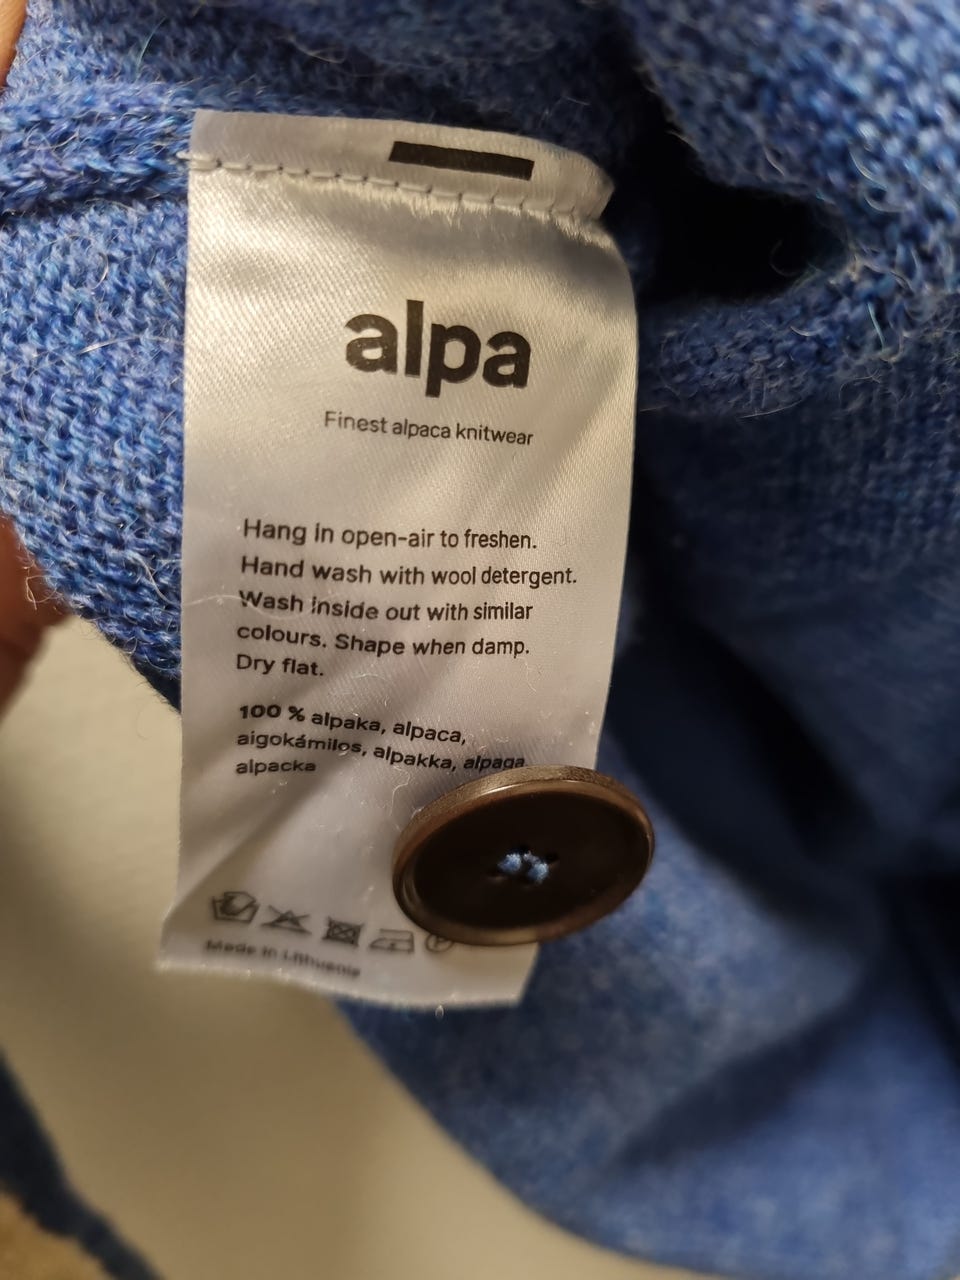 alpa
Finest alpaca knitwear
Hang in open-air to freshen.
Hand wash with wool detergent.
Wash inside out with similar
colours. Shape when damp.
Dry flat.
100 % alpaka, alpaca,
aigokámilos, alpakka, alpaga
alpacka
P
Made in Lithuania